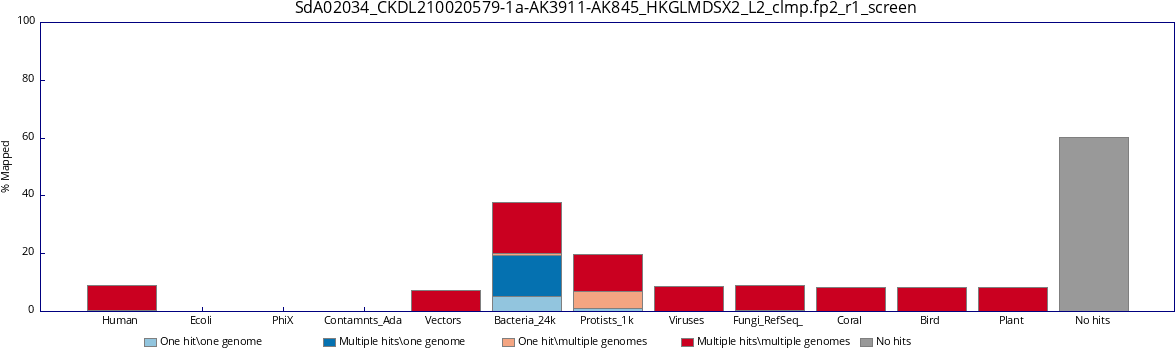 SdA02034_CKDL210020579-1a-AK3911-AK845_HKGLMDSX2_L2_clmp.fp2_r1_screen
100
80
60
40
20
0
% Mapped
Human Ecoli PhiX Contamnts_Ada Vectors Bacteria_24k Protists_1k Viruses Fungi_RefSeq_ Coral Bird Plant No hits
One hit\one genome Multiple hits\one genome One hit\multiple genomes Multiple hits\multiple genomes No hits